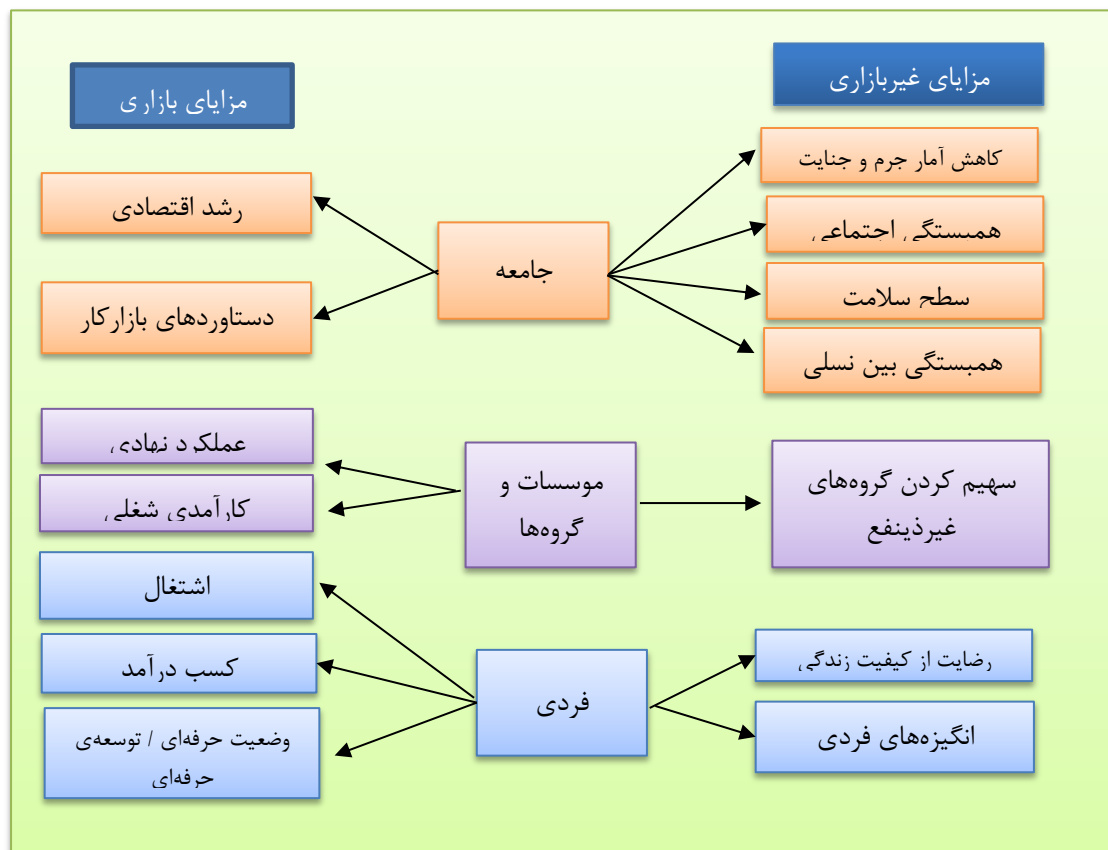 مزایای غیربازاری
مزایای بازاری
کاهش آمار جرم و جنایت
همبستگی اجتماعی
سطح سلامت
همبستگی بین نسلی
جامعه
رشد اقتصادی
دستاوردهای بازارکار
سهیم کردن گروه‌های
غیرذینفع
موسسات و
گروه‌ها
عملکرد نهادی
کارآمدی شغلی
رضایت از کیفیت زندگی
انگیزه‌های فردی
فردی
اشتغال
کسب درآمد
وضعیت حرفه‌ای / توسعه‌ی
حرفه‌ای